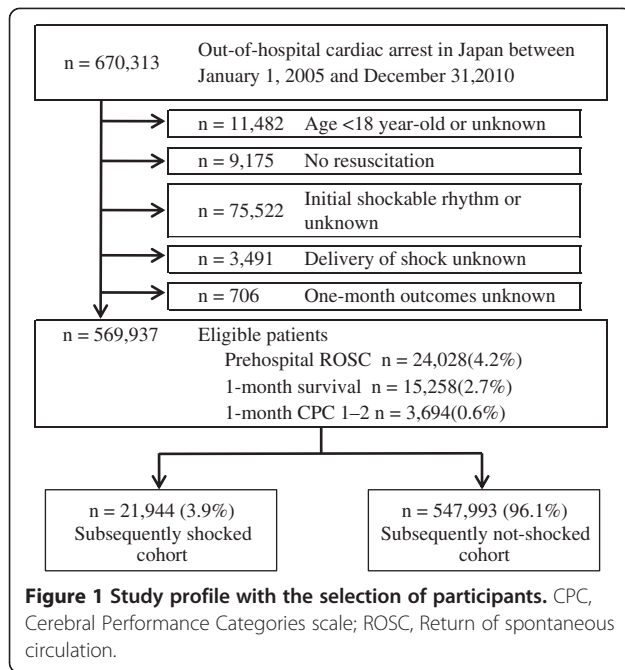 n = 670,313 Out-of-hospital cardiac arrest in Japan between
January 1, 2005 and December 31,2010
n = 11,482 Age <18 year-old or unknown
n = 9,175 No resuscitation
n = 75,522 Initial shockable rhythm or
unknown
n = 3,491 Delivery of shock unknown
n = 706 One-month outcomes unknown
n = 569,937 Eligible patients
Prehospital ROSC n = 24,028(4.2%)
1-month survival n = 15,258(2.7%)
1-month CPC 1–2 n = 3,694(0.6%)
n = 21,944 (3.9%)
Subsequently shocked
cohort
n = 547,993 (96.1%)
Subsequently not-shocked
cohort
Figure 1 Study profile with the selection of participants. CPC,
Cerebral Performance Categories scale; ROSC, Return of spontaneous
circulation.